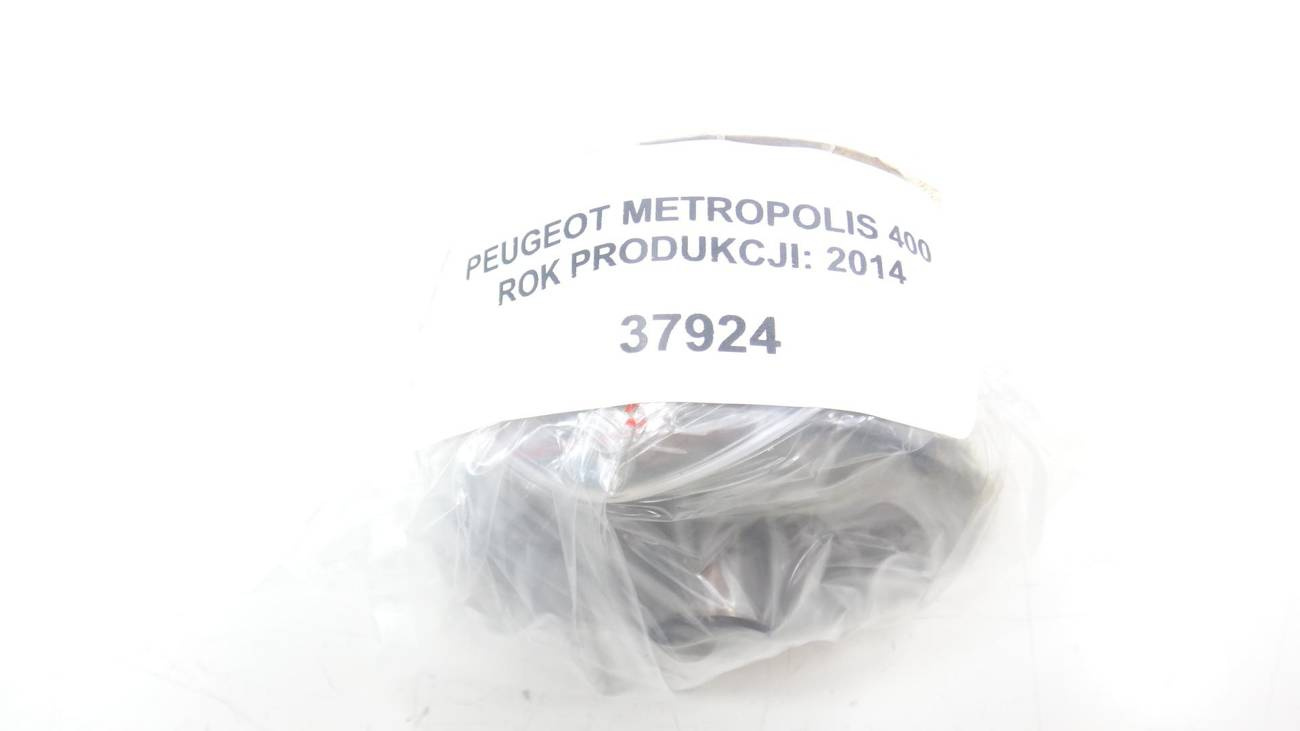 PEUGEOT METROPOLIS 400
ROK PRODUKCJI: 2014
37924